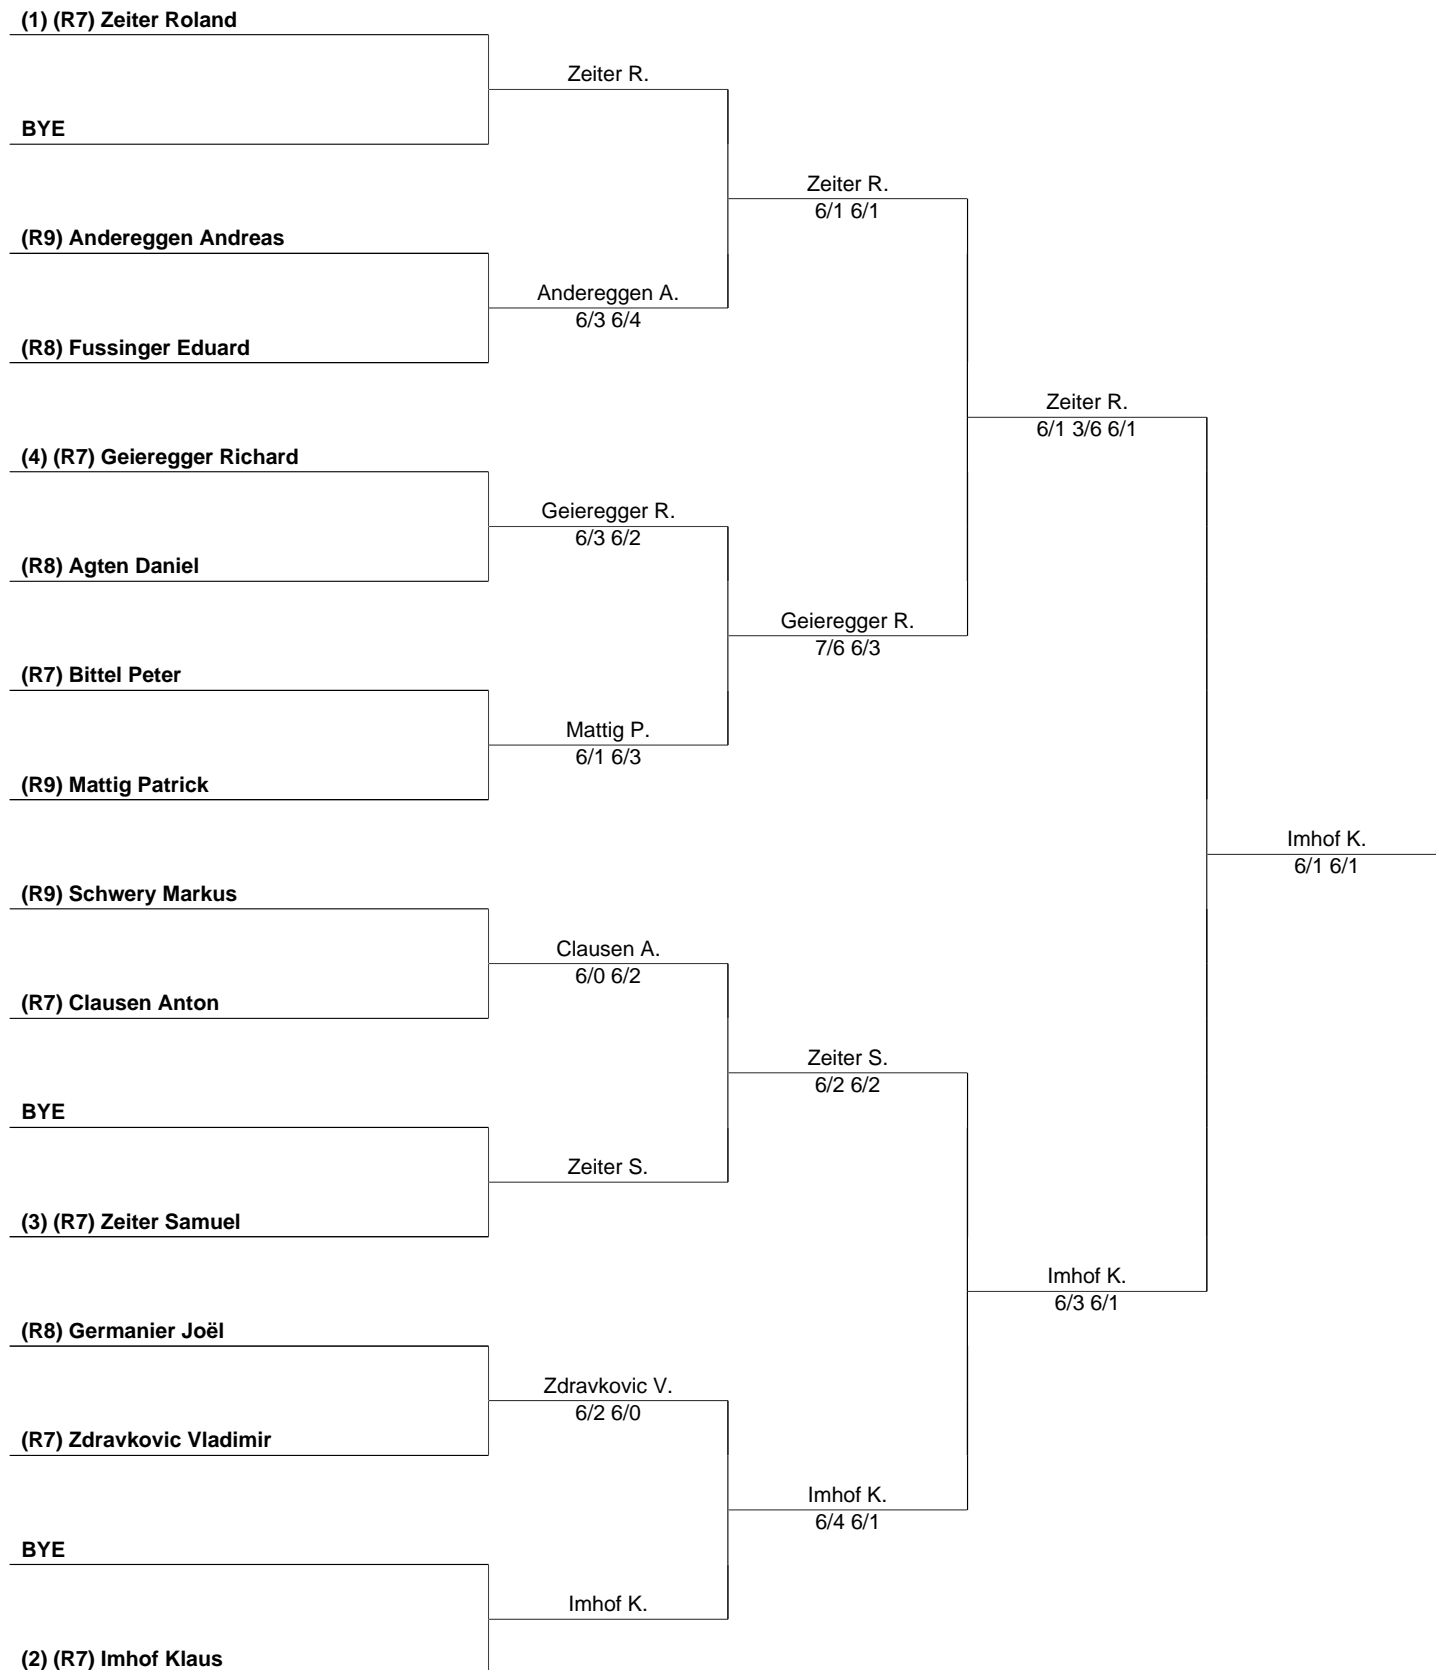 (1) (R7) Zeiter Roland
Zeiter R.
BYE
Zeiter R.
6/1 6/1
(R9) Andereggen Andreas
Andereggen A.
6/3 6/4
(R8) Fussinger Eduard
Zeiter R.
6/1 3/6 6/1
(4) (R7) Geieregger Richard
Geieregger R.
6/3 6/2
(R8) Agten Daniel
Geieregger R.
7/6 6/3
(R7) Bittel Peter
Mattig P.
6/1 6/3
(R9) Mattig Patrick
Imhof K.
6/1 6/1
(R9) Schwery Markus
Clausen A.
6/0 6/2
(R7) Clausen Anton
Zeiter S.
6/2 6/2
BYE
Zeiter S.
(3) (R7) Zeiter Samuel
Imhof K.
6/3 6/1
(R8) Germanier Joël
Zdravkovic V.
6/2 6/0
(R7) Zdravkovic Vladimir
Imhof K.
6/4 6/1
BYE
Imhof K.
(2) (R7) Imhof Klaus